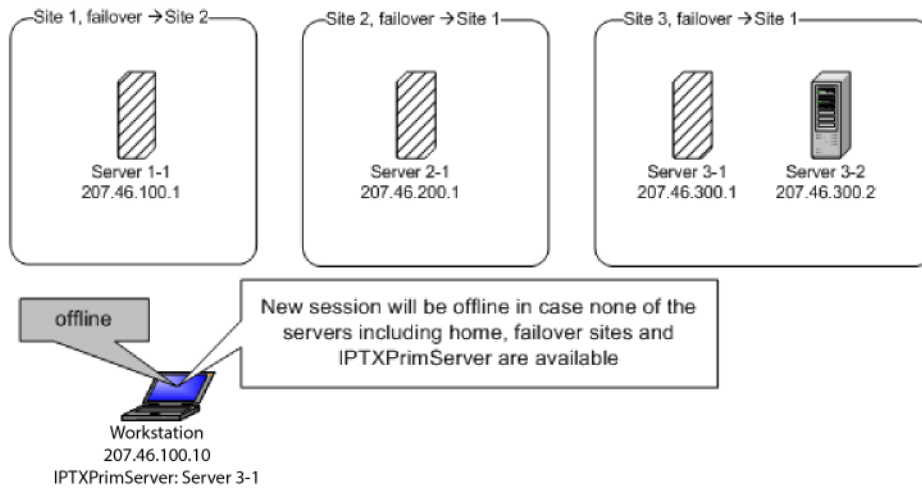 Site 1, failover → Site 2
Site 2, failover → Site 1
Site 3, failover → Site 1
Server 1-1
207.46.100.1
Server 2-1
207.46.200.1
Server 3-1
207.46.300.1
Server 3-2
207.46.300.2
offline
New session will be offline in case none of the
servers including home, failover sites and
IPTXPrimServer are available
Workstation
207.46.100.10
IPTXPrimServer: Server 3-1